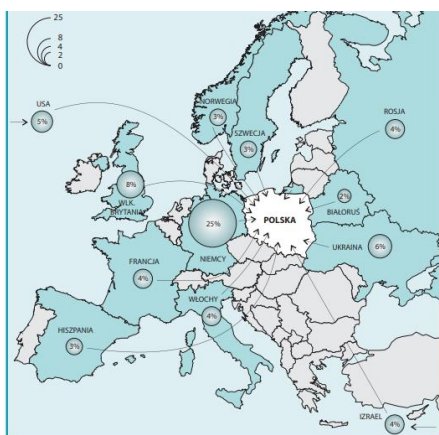 25
8
4
2
0
USA
5%
NORWEGIA
3%
SZWECJA
3%
ROSJA
4%
8%
WLK.
BRYTANIA
2%
BIAŁORUŚ
POLSKA
25%
NIEMCY
UKRAINA
6%
FRANCJA
4%
WŁOCHY
4%
HISZPANIA
3%
IZRAEL
4%